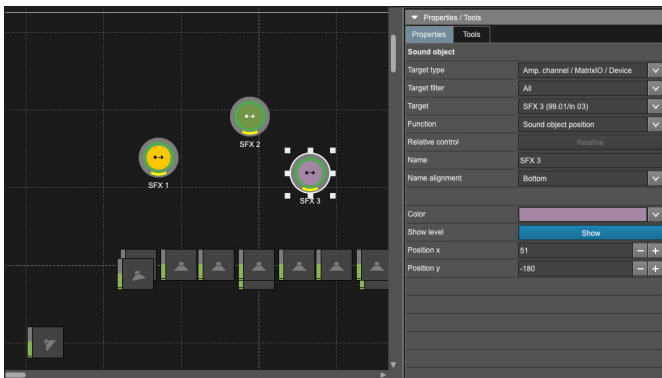 Properties / Tools
Properties Tools
Sound object
Target type Amp. channel / MatrixIO / Device
Target filter All
Target SFX 3 (99.01/In 03)
Function Sound object position
Relative control Relative
Name SFX 3
Name alignment Bottom
Color
Show level Show
Position x 51
Position y -180
SFX 2
SFX 1
SFX 3